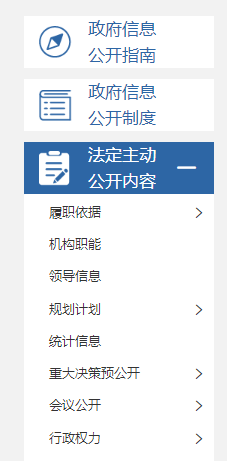 政府信息
公开指南
政府信息
公开制度
法定主动
公开内容
履职依据
机构职能
领导信息
规划计划
统计信息
重大决策预公开
会议公开
行政权力